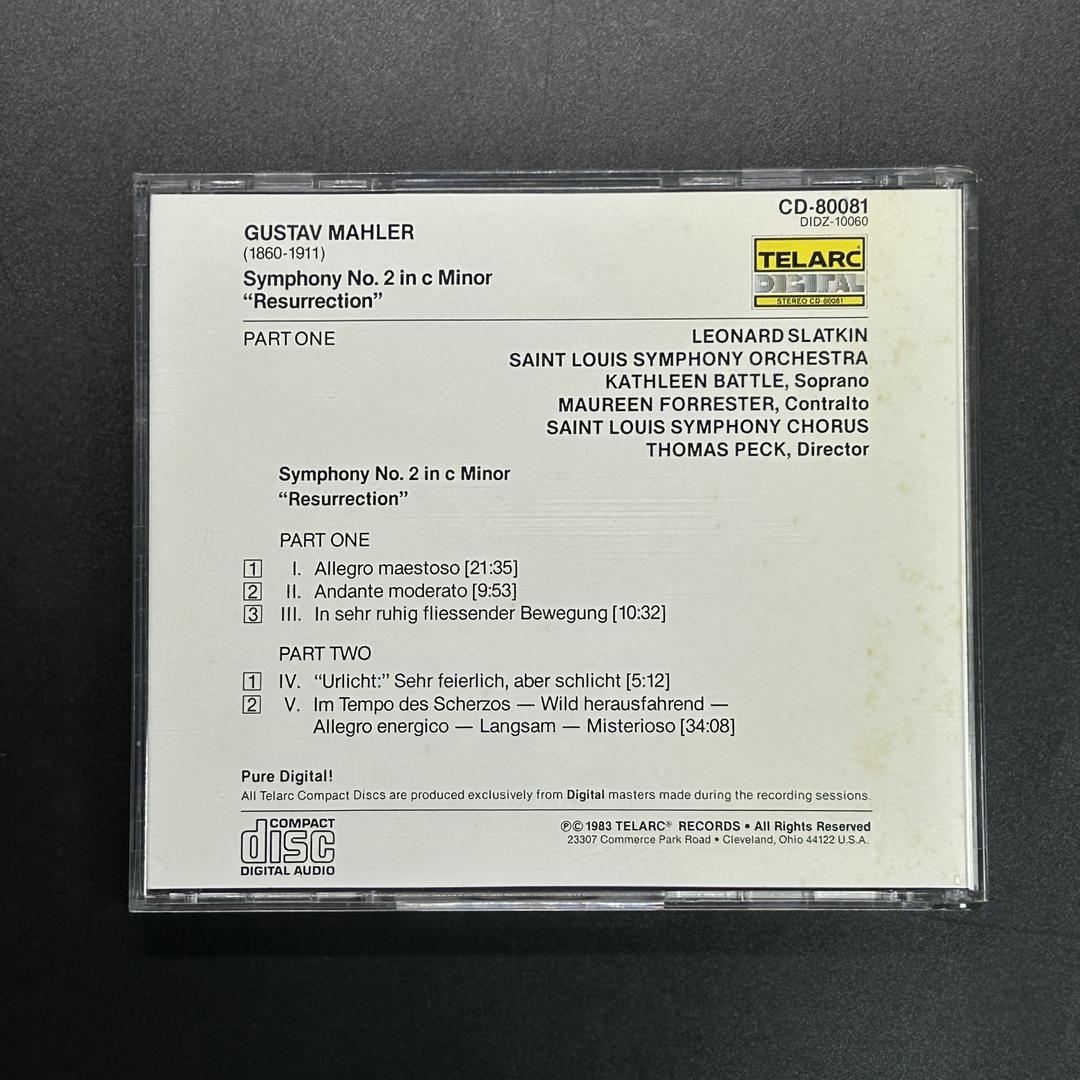 CD-80081
DIDZ-10060
GUSTAV MAHLER
(1860-1911)
Symphony No. 2 in c Minor
“Resurrection”
TELARC
DIGITAL
STEREO CD-80081
PART ONE
LEONARD SLATKIN
SAINT LOUIS SYMPHONY ORCHESTRA
KATHLEEN BATTLE, Soprano
MAUREEN FORRESTER, Contralto
SAINT LOUIS SYMPHONY CHORUS
THOMAS PECK, Director
Symphony No. 2 in c Minor
“Resurrection”
PART ONE
1 I. Allegro maestoso [21:35]
2 II. Andante moderato [9:53]
3 III. In sehr ruhig fliessender Bewegung [10:32]
PART TWO
1 IV. “Urlicht:” Sehr feierlich, aber schlicht [5:12]
2 V. Im Tempo des Scherzos — Wild herausfahrend —
Allegro energico — Langsam — Misterioso [34:08]
Pure Digital!
All Telarc Compact Discs are produced exclusively from Digital masters made during the recording sessions.
COMPACT
disc
DIGITAL AUDIO
℗© 1983 TELARC® RECORDS • All Rights Reserved
23307 Commerce Park Road • Cleveland, Ohio 44122 U.S.A.